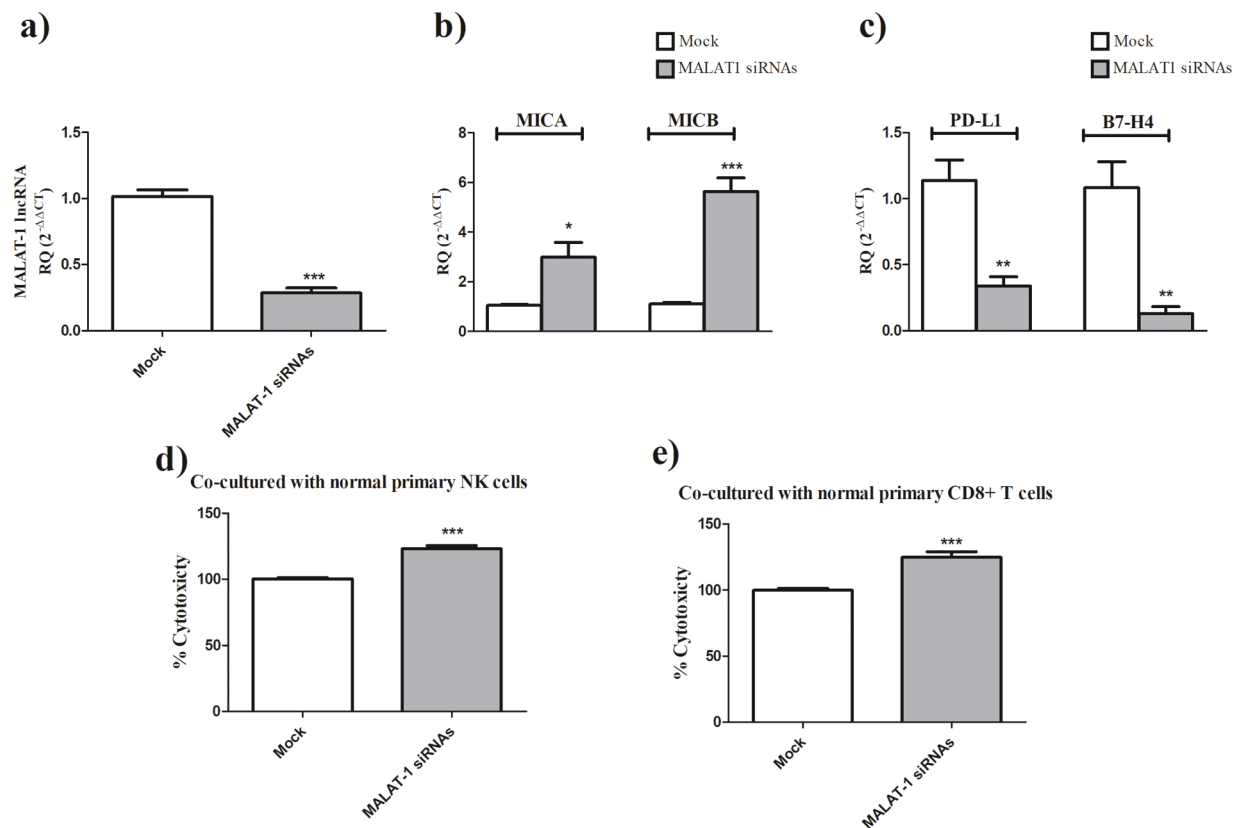 a)
MALAT-1 lncRNA
RQ (2^-ΔΔCT)
1.5
1.0
0.5
0.0
***
Mock
MALAT-1 siRNAs
b)
Mock
MALAT1 siRNAs
MICA
MICB
RQ (2^-ΔΔCT)
8
6
4
2
0
*
***
c)
Mock
MALAT1 siRNAs
PD-L1
B7-H4
RQ (2^-ΔΔCT)
1.5
1.0
0.5
0.0
**
**
d)
Co-cultured with normal primary NK cells
% Cytotoxicty
150
100
50
0
***
Mock
MALAT-1 siRNAs
e)
Co-cultured with normal primary CD8+ T cells
% Cytotoxicty
150
100
50
0
***
Mock
MALAT-1 siRNAs